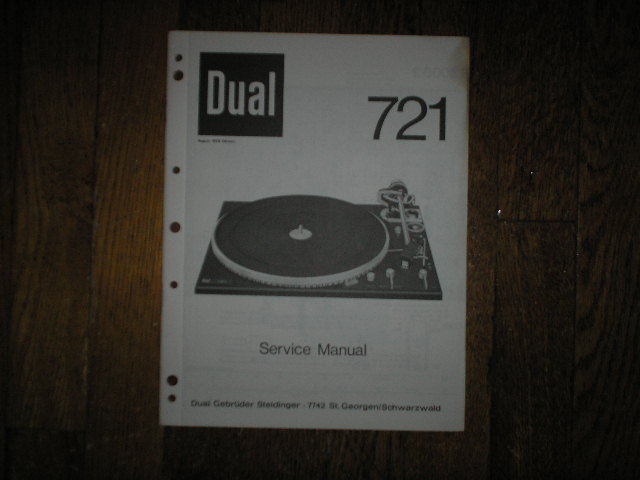 Dual
721
Service Manual
Dual Gebrüder Steidinger · 7742 St. Georgen/Schwarzwald